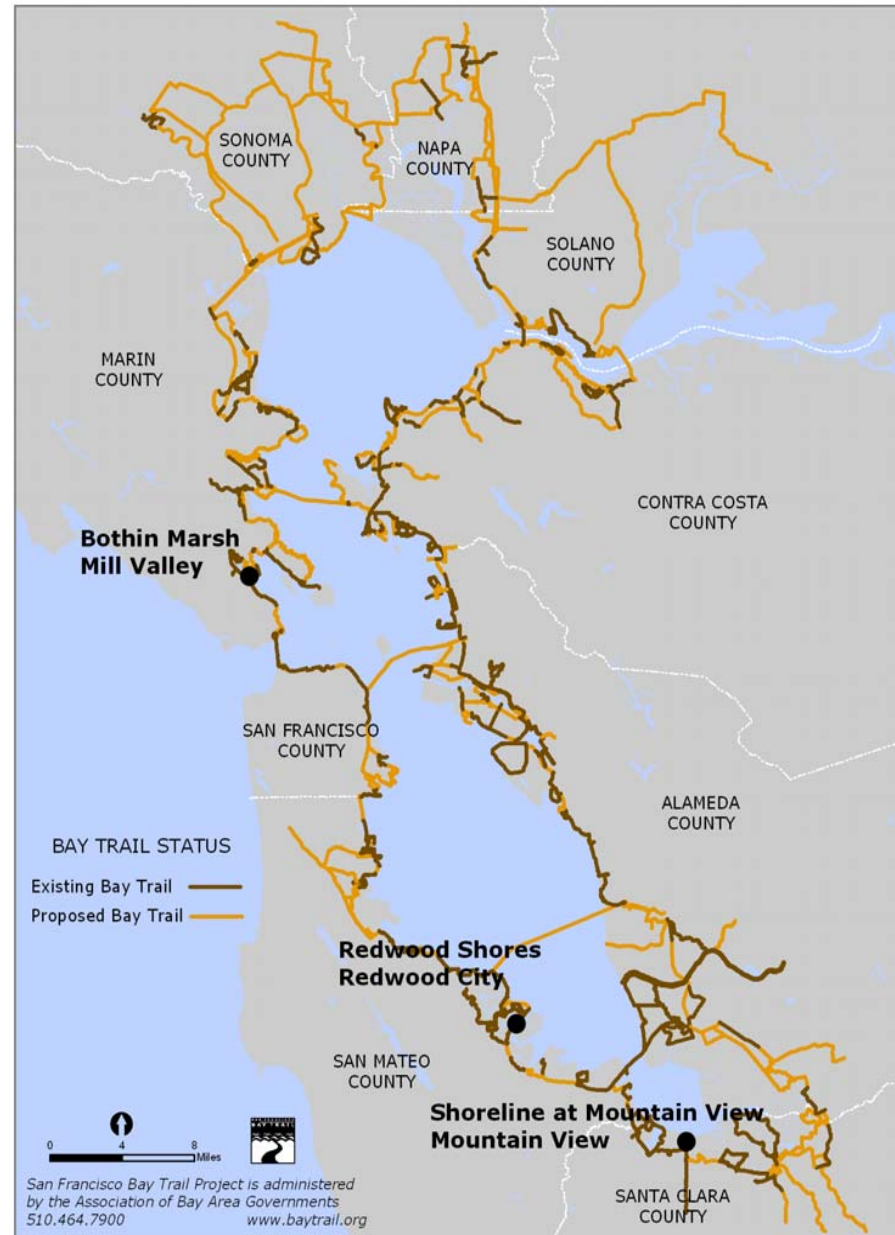 SONOMA
COUNTY
NAPA
COUNTY
SOLANO
COUNTY
MARIN
COUNTY
CONTRA COSTA
COUNTY
Bothin Marsh
Mill Valley
SAN FRANCISCO
COUNTY
ALAMEDA
COUNTY
BAY TRAIL STATUS
Existing Bay Trail
Proposed Bay Trail
Redwood Shores
Redwood City
SAN MATEO
COUNTY
Shoreline at Mountain View
Mountain View
SANTA CLARA
COUNTY
0 4 8
Miles
BAY TRAIL
San Francisco Bay Trail Project is administered
by the Association of Bay Area Governments
510.464.7900 www.baytrail.org